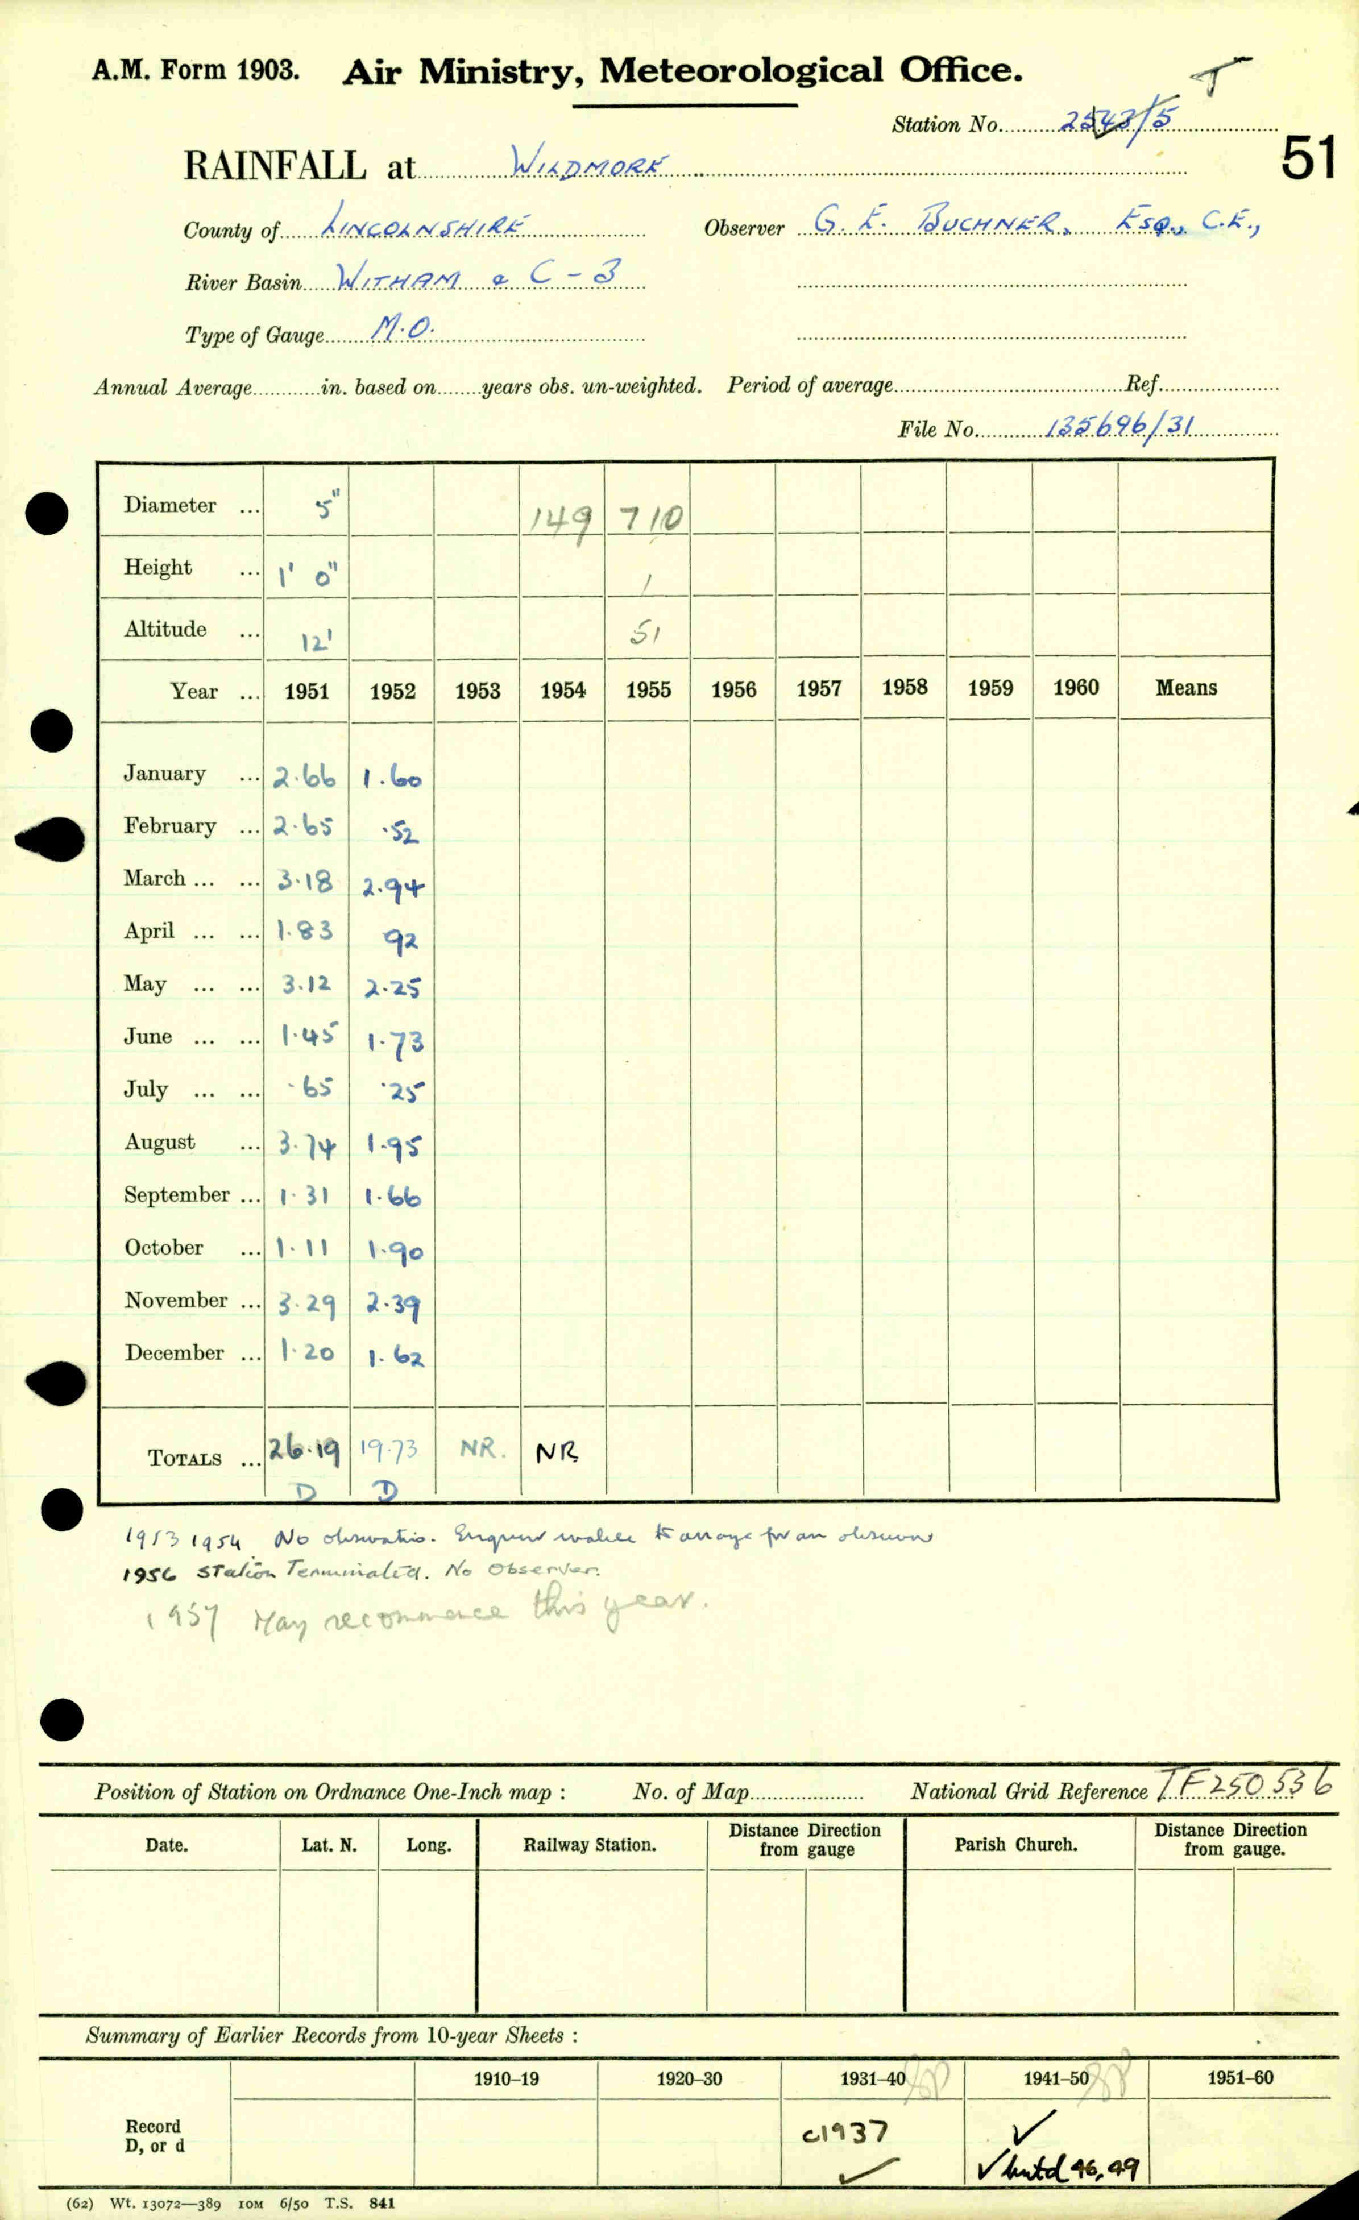 A.M. Form 1903. Air Ministry, Meteorological Office. T
Station No. 2543/5
51
RAINFALL at WILDMORE
County of LINCOLNSHIRE Observer G. E. BUCHNER, ESQ., C.E.,
River Basin WITHAM & C-3
Type of Gauge M.O.
Annual Average in. based on years obs. un-weighted. Period of average Ref.
File No. 135696/31
Diameter ... 5" 149 710
Height ... 1' 0" 1
Altitude ... 12' 51
Year ... 1951 1952 1953 1954 1955 1956 1957 1958 1959 1960 Means
January ... 2.66 1.60
February ... 2.65 .52
March ... ... 3.18 2.94
April ... ... 1.83 92
May ... ... 3.12 2.25
June ... ... 1.45 1.73
July ... ... .65 .25
August ... 3.74 1.95
September ... 1.31 1.66
October ... 1.11 1.90
November ... 3.29 2.39
December ... 1.20 1.62
TOTALS ... 26.19 19.73 NR. NR
D D
1953 1954. No observations. Engineer unable to arrange for an observer
1956 Station Terminated. No Observer.
1957 May recommence this year.
Position of Station on Ordnance One-Inch map : No. of Map National Grid Reference TF 250 536
Date. Lat. N. Long. Railway Station. Distance from gauge Direction Parish Church. Distance from gauge. Direction
Summary of Earlier Records from 10-year Sheets :
1910–19 1920–30 1931–40 1941–50 1951–60
Record D, or d c1937 ✓ ✓
✓ 46, 49
(62) Wt. 13072—389 10M 6/50 T.S. 841